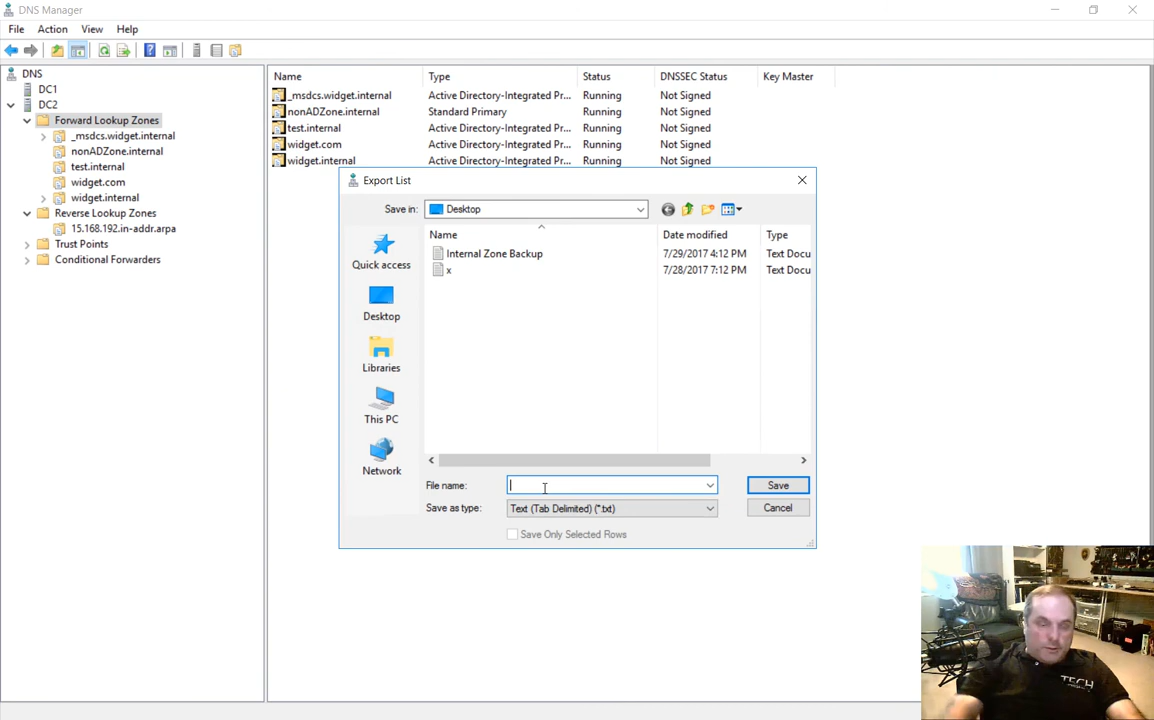 DNS Manager
File Action View Help
DNS
DC1
DC2
Forward Lookup Zones
_msdcs.widget.internal
nonADZone.internal
test.internal
widget.com
widget.internal
Reverse Lookup Zones
15.168.192.in-addr.arpa
Trust Points
Conditional Forwarders
Name Type Status DNSSEC Status Key Master
_msdcs.widget.internal Active Directory-Integrated Pr... Running Not Signed
nonADZone.internal Standard Primary Running Not Signed
test.internal Active Directory-Integrated Pr... Running Not Signed
widget.com Active Directory-Integrated Pr... Running Not Signed
widget.internal Active Directory-Integrated Pr... Running Not Signed
Export List
Save in: Desktop
Quick access
Desktop
Libraries
This PC
Network
Name Date modified Type
Internal Zone Backup 7/29/2017 4:12 PM Text Docu
x 7/28/2017 7:12 PM Text Docu
File name: Save
Save as type: Text (Tab Delimited) (*.txt) Cancel
Save Only Selected Rows
TECH